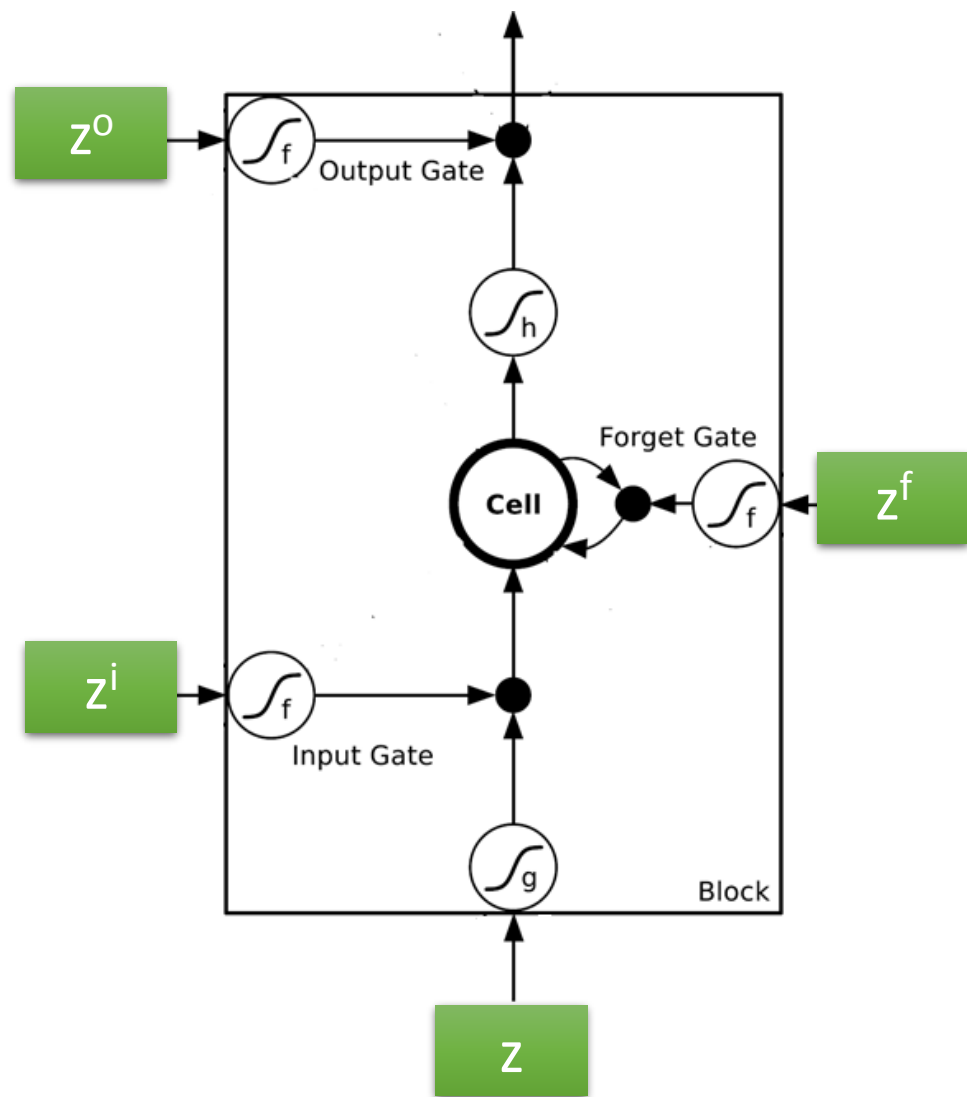 zᵒ
f
Output Gate
h
Forget Gate
Cell
f
zᶠ
zⁱ
f
Input Gate
g
Block
z